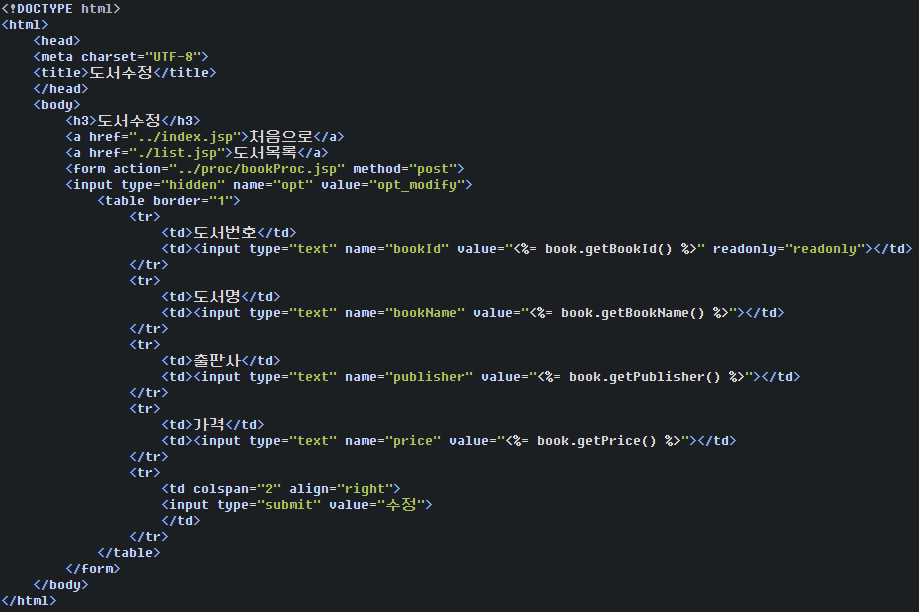 <!DOCTYPE html>
<html>
<head>
<meta charset="UTF-8">
<title>도서수정</title>
</head>
<body>
<h3>도서수정</h3>
<a href="../index.jsp">처음으로</a>
<a href="./list.jsp">도서목록</a>
<form action="../proc/bookProc.jsp" method="post">
<input type="hidden" name="opt" value="opt_modify">
<table border="1">
<tr>
<td>도서번호</td>
<td><input type="text" name="bookId" value="<%= book.getBookId() %>" readonly="readonly"></td>
</tr>
<tr>
<td>도서명</td>
<td><input type="text" name="bookName" value="<%= book.getBookName() %>"></td>
</tr>
<tr>
<td>출판사</td>
<td><input type="text" name="publisher" value="<%= book.getPublisher() %>"></td>
</tr>
<tr>
<td>가격</td>
<td><input type="text" name="price" value="<%= book.getPrice() %>"></td>
</tr>
<tr>
<td colspan="2" align="right">
<input type="submit" value="수정">
</td>
</tr>
</table>
</form>
</body>
</html>